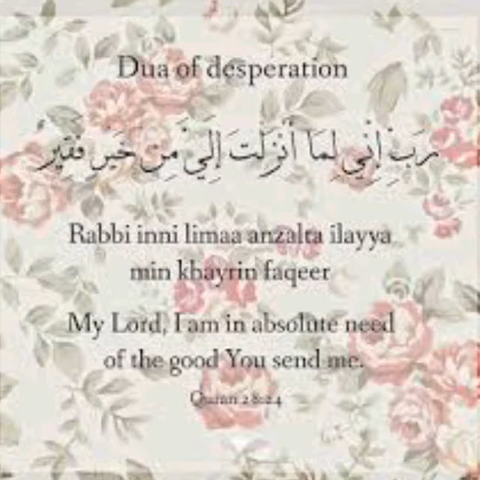 Dua of desperation
رَبِّ إِنِّي لِمَا أَنْزَلْتَ إِلَيَّ مِنْ خَيْرٍ فَقِيرٌ
Rabbi inni limaa anzalta ilayya
min khayrin faqeer
My Lord, I am in absolute need
of the good You send me.
Quran 28:24